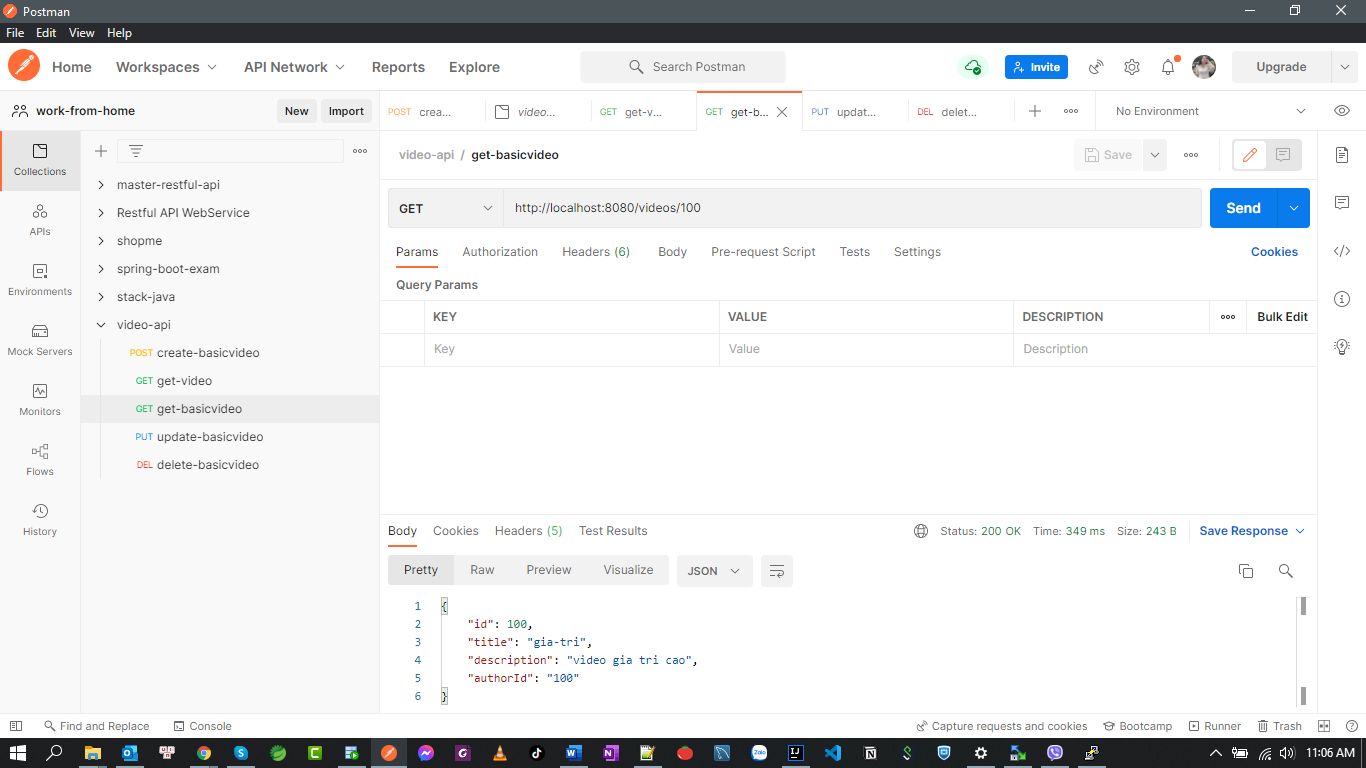 Postman
File Edit View Help
Home Workspaces API Network Reports Explore Search Postman Invite Upgrade
work-from-home New Import
POST crea... video... GET get-v... GET get-b... PUT updat... DEL delet... No Environment
Collections
APIs
Environments
Mock Servers
Monitors
Flows
History
master-restful-api
Restful API WebService
shopme
spring-boot-exam
stack-java
video-api
POST create-basicvideo
GET get-video
GET get-basicvideo
PUT update-basicvideo
DEL delete-basicvideo
video-api / get-basicvideo Save
GET http://localhost:8080/videos/100 Send
Params Authorization Headers (6) Body Pre-request Script Tests Settings Cookies
Query Params
KEY VALUE DESCRIPTION Bulk Edit
Key Value Description
Body Cookies Headers (5) Test Results Status: 200 OK Time: 349 ms Size: 243 B Save Response
Pretty Raw Preview Visualize JSON
1 {
2 "id": 100,
3 "title": "gia-tri",
4 "description": "video gia tri cao",
5 "authorId": "100"
6 }
Find and Replace Console Capture requests and cookies Bootcamp Runner Trash
11:06 AM